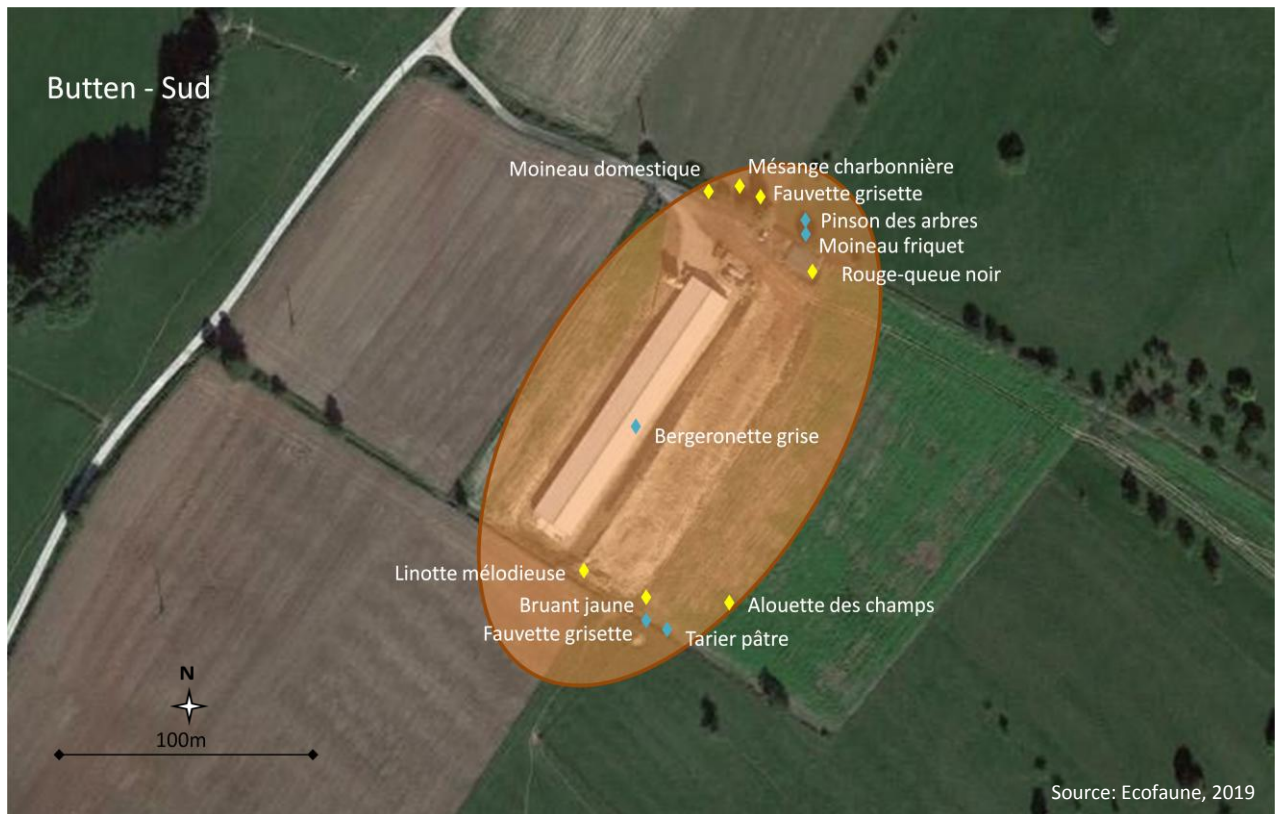 Butten - Sud
Moineau domestique
Mésange charbonnière
Fauvette grisette
Pinson des arbres
Moineau friquet
Rouge-queue noir
Bergeronette grise
Linotte mélodieuse
Bruant jaune
Alouette des champs
Fauvette grisette
Tarier pâtre
N
100m
Source: Ecofaune, 2019